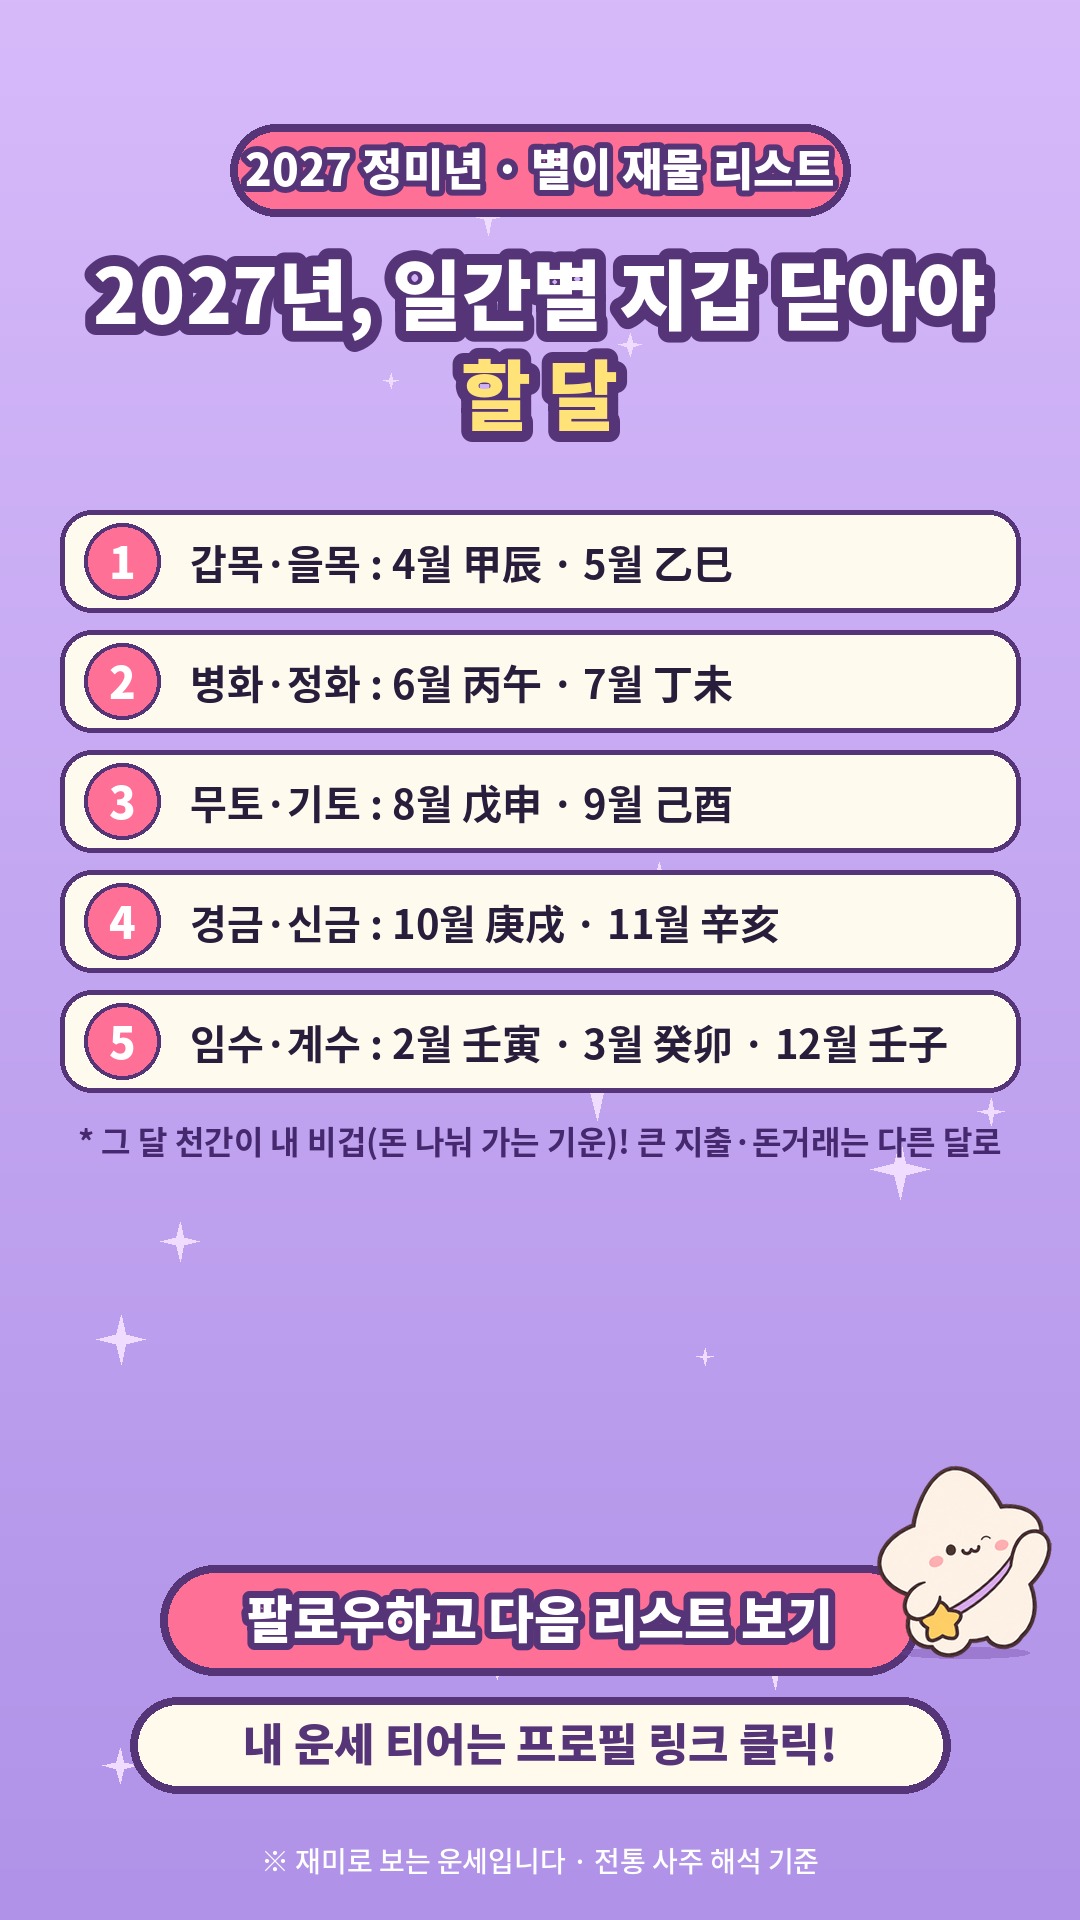 2027 정미년 · 별이 재물 리스트
2027년, 일간별 지갑 닫아야
할 달
1 갑목·을목 : 4월 甲辰 · 5월 乙巳
2 병화·정화 : 6월 丙午 · 7월 丁未
3 무토·기토 : 8월 戊申 · 9월 己酉
4 경금·신금 : 10월 庚戌 · 11월 辛亥
5 임수·계수 : 2월 壬寅 · 3월 癸卯 · 12월 壬子
* 그 달 천간이 내 비겁(돈 나눠 가는 기운)! 큰 지출·돈거래는 다른 달로
팔로우하고 다음 리스트 보기
내 운세 티어는 프로필 링크 클릭!
※ 재미로 보는 운세입니다 · 전통 사주 해석 기준